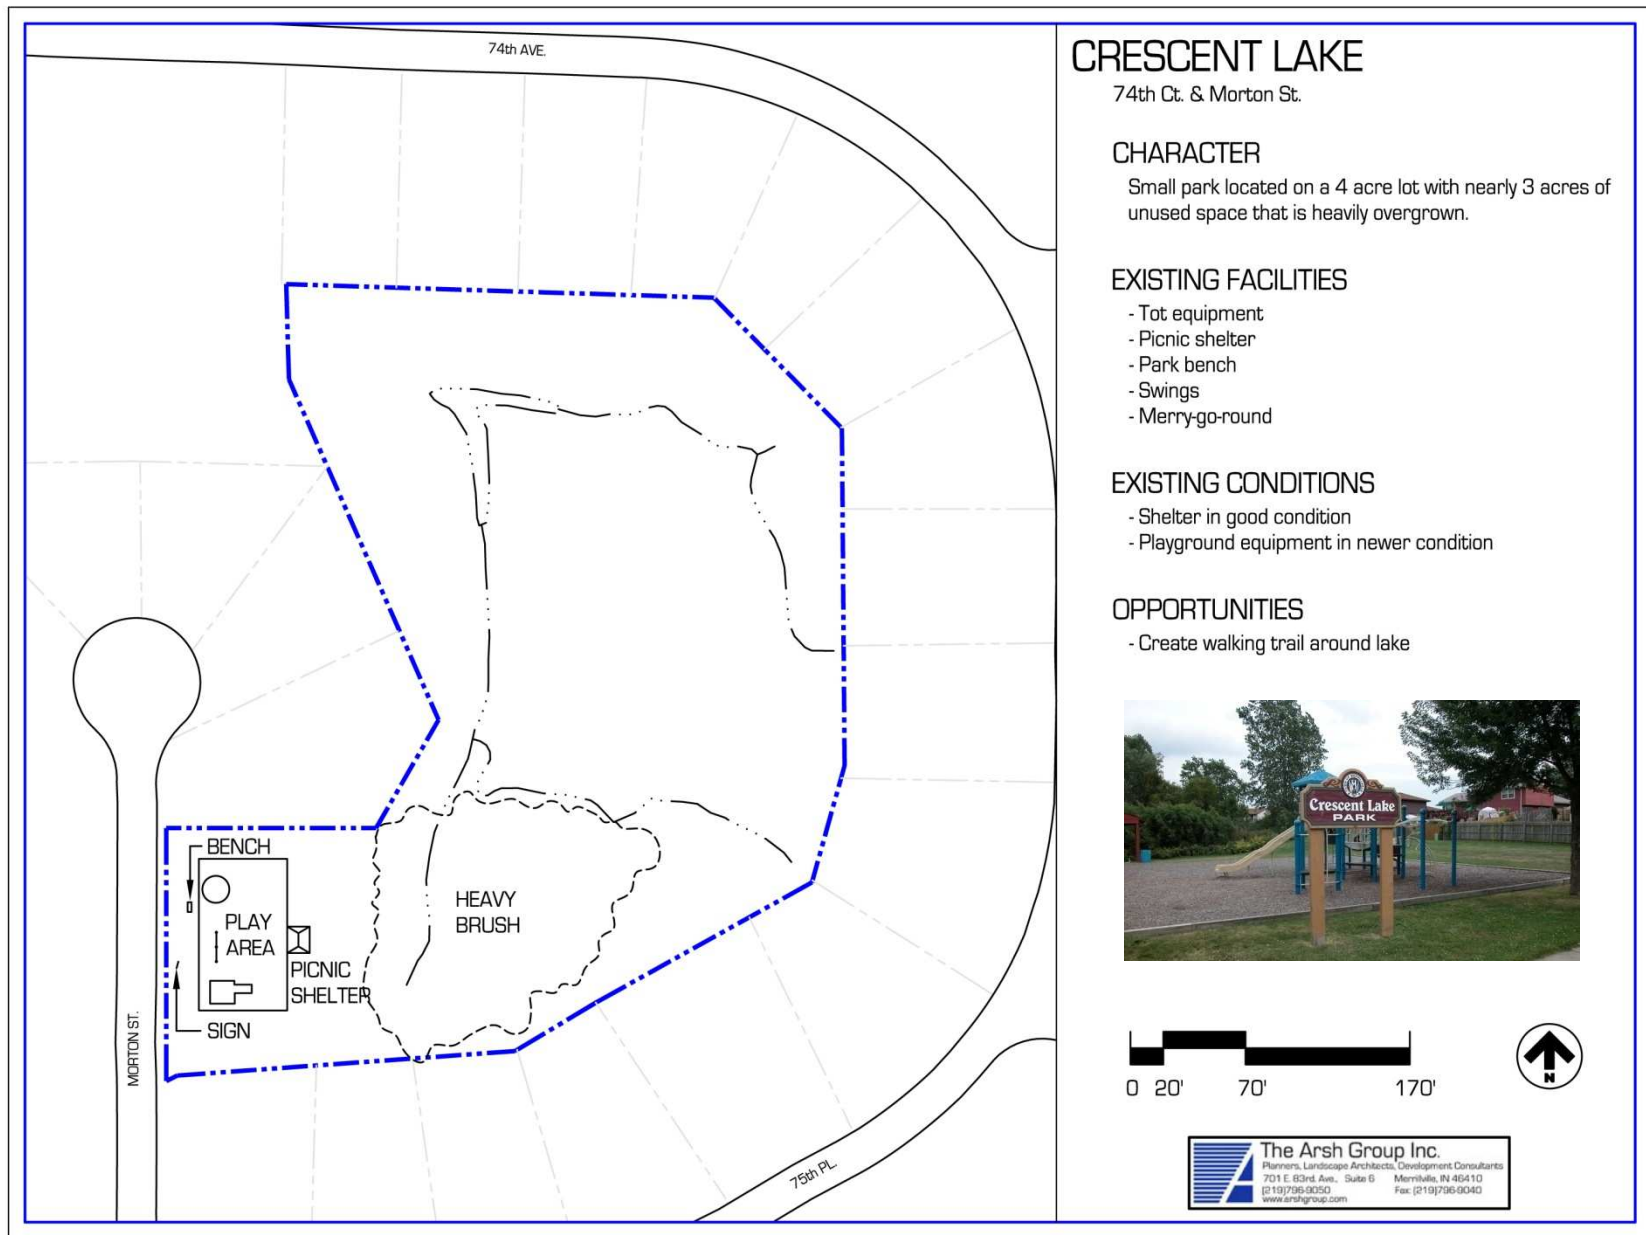 74th AVE.
BENCH
PLAY
AREA
PICNIC
SHELTER
SIGN
HEAVY
BRUSH
MORTON ST.
75th PL.
CRESCENT LAKE
74th Ct. & Morton St.
CHARACTER
Small park located on a 4 acre lot with nearly 3 acres of
unused space that is heavily overgrown.
EXISTING FACILITIES
- Tot equipment
- Picnic shelter
- Park bench
- Swings
- Merry-go-round
EXISTING CONDITIONS
- Shelter in good condition
- Playground equipment in newer condition
OPPORTUNITIES
- Create walking trail around lake
Crescent Lake
PARK
0 20' 70' 170'
N
The Arsh Group Inc.
Planners, Landscape Architects, Development Consultants
701 E. 83rd. Ave., Suite 6 Merrillville, IN 46410
(219)796-9050 Fax: (219)796-9040
www.arshgroup.com